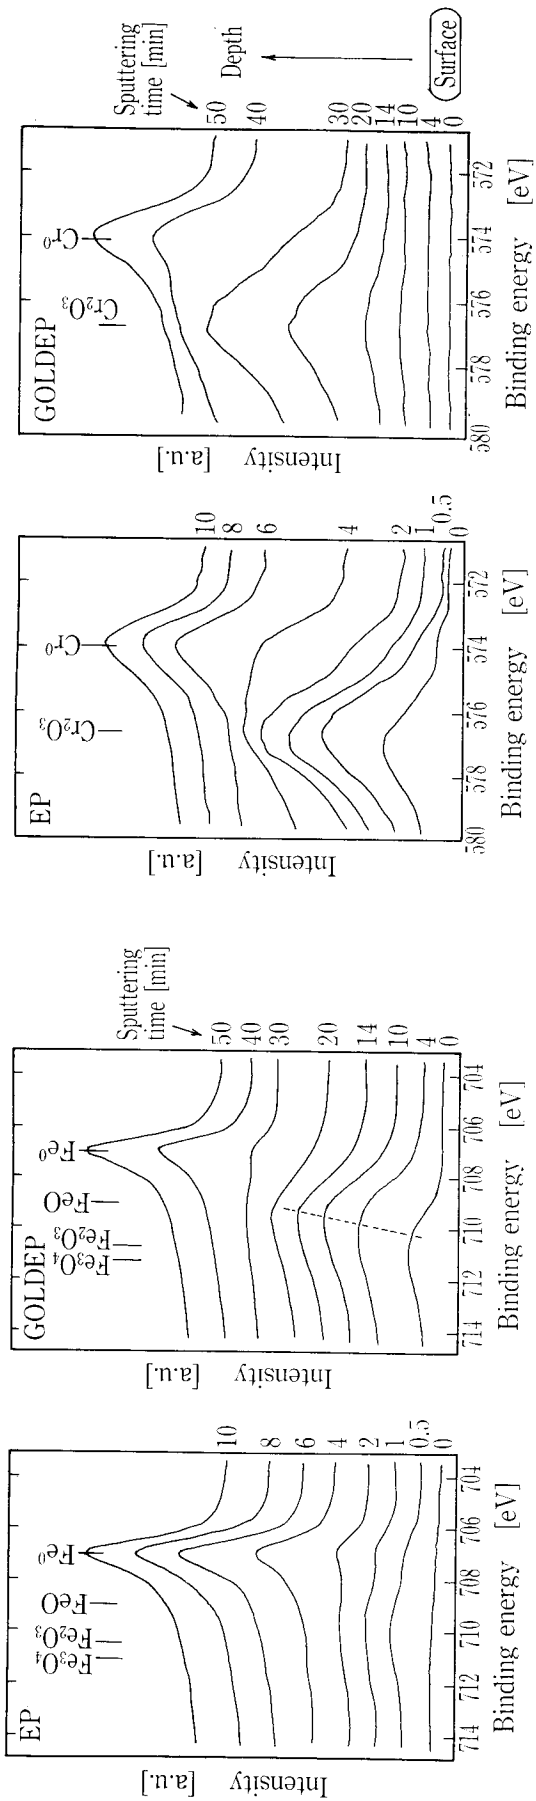 EP
Fe₃O₄
Fe₂O₃
FeO
Fe⁰
10
8
6
4
2
1
0.5
0
714
712
710
708
706
704
Binding energy [eV]
Intensity [a.u.]
GOLDEP
Fe₃O₄
Fe₂O₃
FeO
Fe⁰
Sputtering
time [min]
50
40
30
20
14
10
4
0
714
712
710
708
706
704
Binding energy [eV]
Intensity [a.u.]
EP
Cr₂O₃
Cr⁰
10
8
6
4
2
1
0.5
0
580
578
576
574
572
Binding energy [eV]
Intensity [a.u.]
GOLDEP
Cr₂O₃
Cr⁰
Sputtering
time [min]
50
40
30
20
14
10
4
0
Depth
Surface
580
578
576
574
572
Binding energy [eV]
Intensity [a.u.]